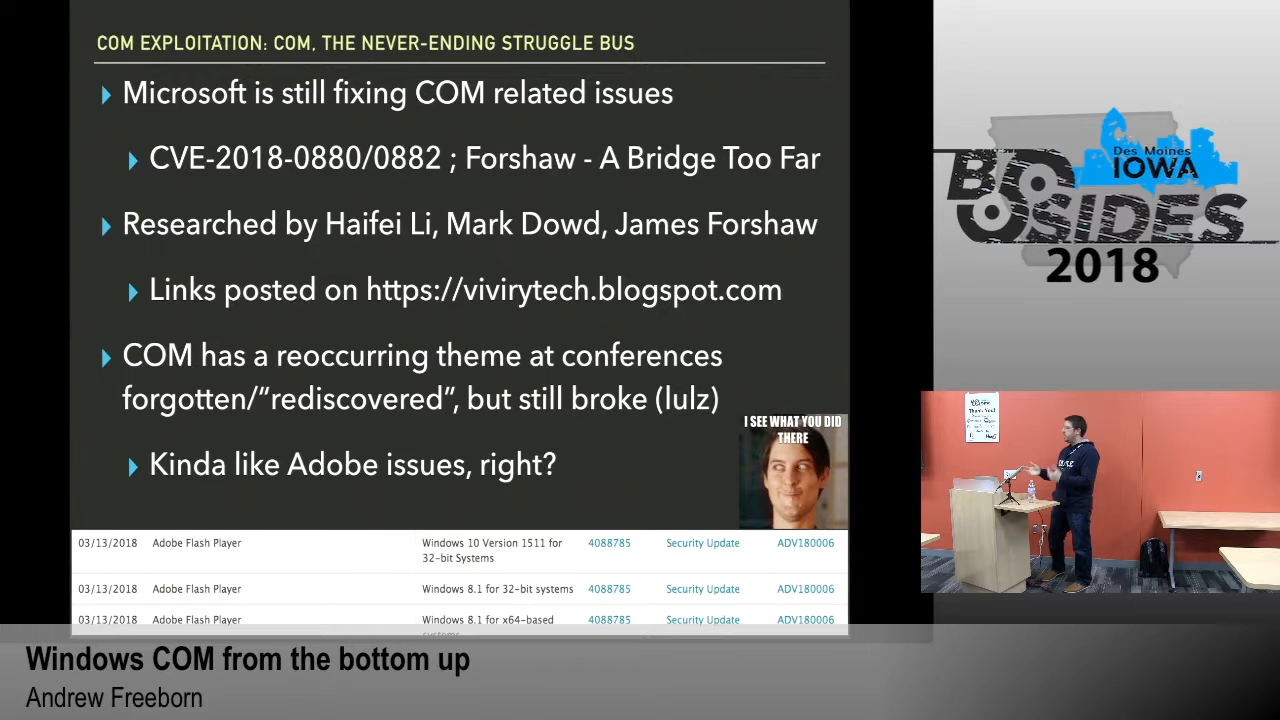 COM EXPLOITATION: COM, THE NEVER-ENDING STRUGGLE BUS
Microsoft is still fixing COM related issues
CVE-2018-0880/0882 ; Forshaw - A Bridge Too Far
Researched by Haifei Li, Mark Dowd, James Forshaw
Links posted on https://vivirytech.blogspot.com
COM has a reoccurring theme at conferences
forgotten/"rediscovered", but still broke (lulz)
Kinda like Adobe issues, right?
I SEE WHAT YOU DID
THERE
03/13/2018 Adobe Flash Player Windows 10 Version 1511 for 4088785 Security Update ADV180006
32-bit Systems
03/13/2018 Adobe Flash Player Windows 8.1 for 32-bit systems 4088785 Security Update ADV180006
03/13/2018 Adobe Flash Player Windows 8.1 for x64-based 4088785 Security Update ADV180006
systems
Des Moines
IOWA
BSIDES
2018
Thank You!
Windows COM from the bottom up
Andrew Freeborn